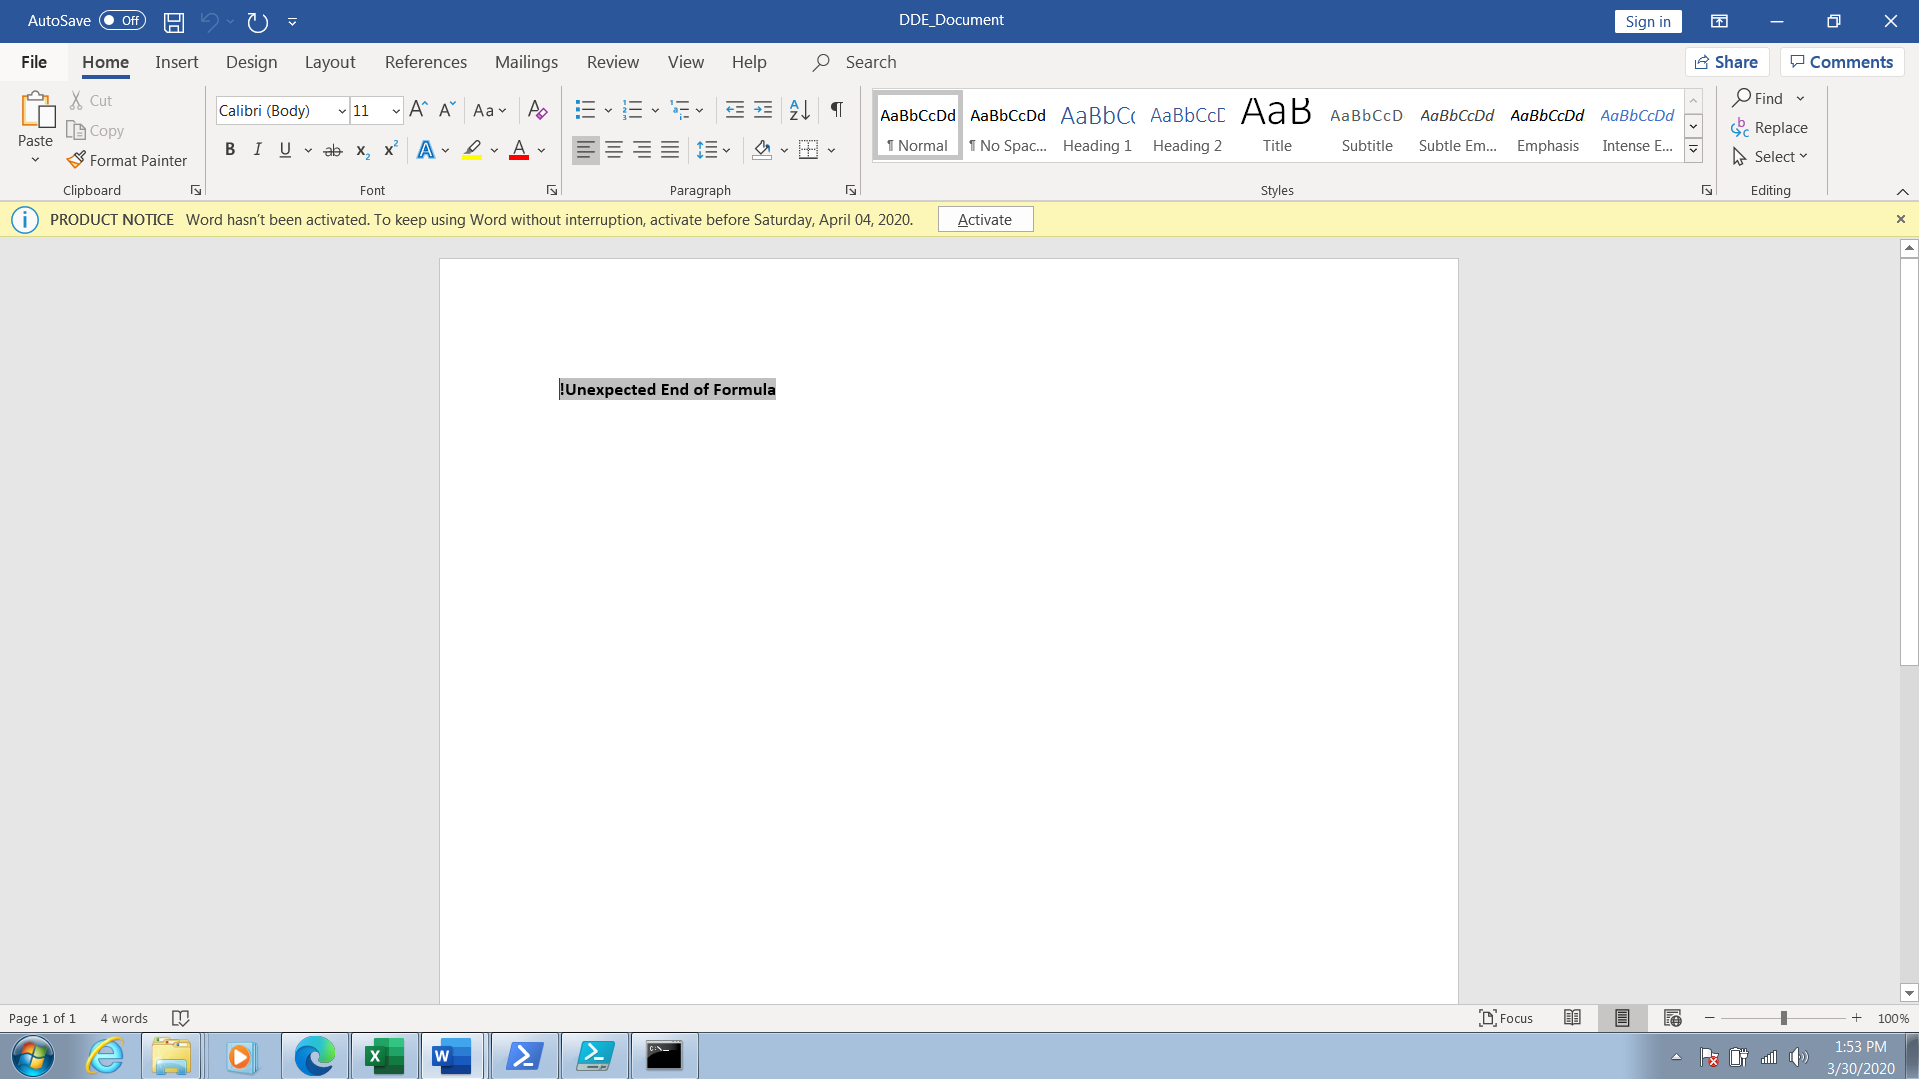 AutoSave Off
DDE_Document
Sign in
File Home Insert Design Layout References Mailings Review View Help Search
Share Comments
Paste
Cut
Copy
Format Painter
Clipboard
Calibri (Body) 11
Font
Paragraph
AaBbCcDd AaBbCcDd AaBbCc AaBbCcD AaB AaBbCcD AaBbCcDd AaBbCcDd AaBbCcDd
¶ Normal ¶ No Spac... Heading 1 Heading 2 Title Subtitle Subtle Em... Emphasis Intense E...
Styles
Find
Replace
Select
Editing
PRODUCT NOTICE Word hasn't been activated. To keep using Word without interruption, activate before Saturday, April 04, 2020. Activate
!Unexpected End of Formula
Page 1 of 1 4 words
Focus
100%
1:53 PM
3/30/2020